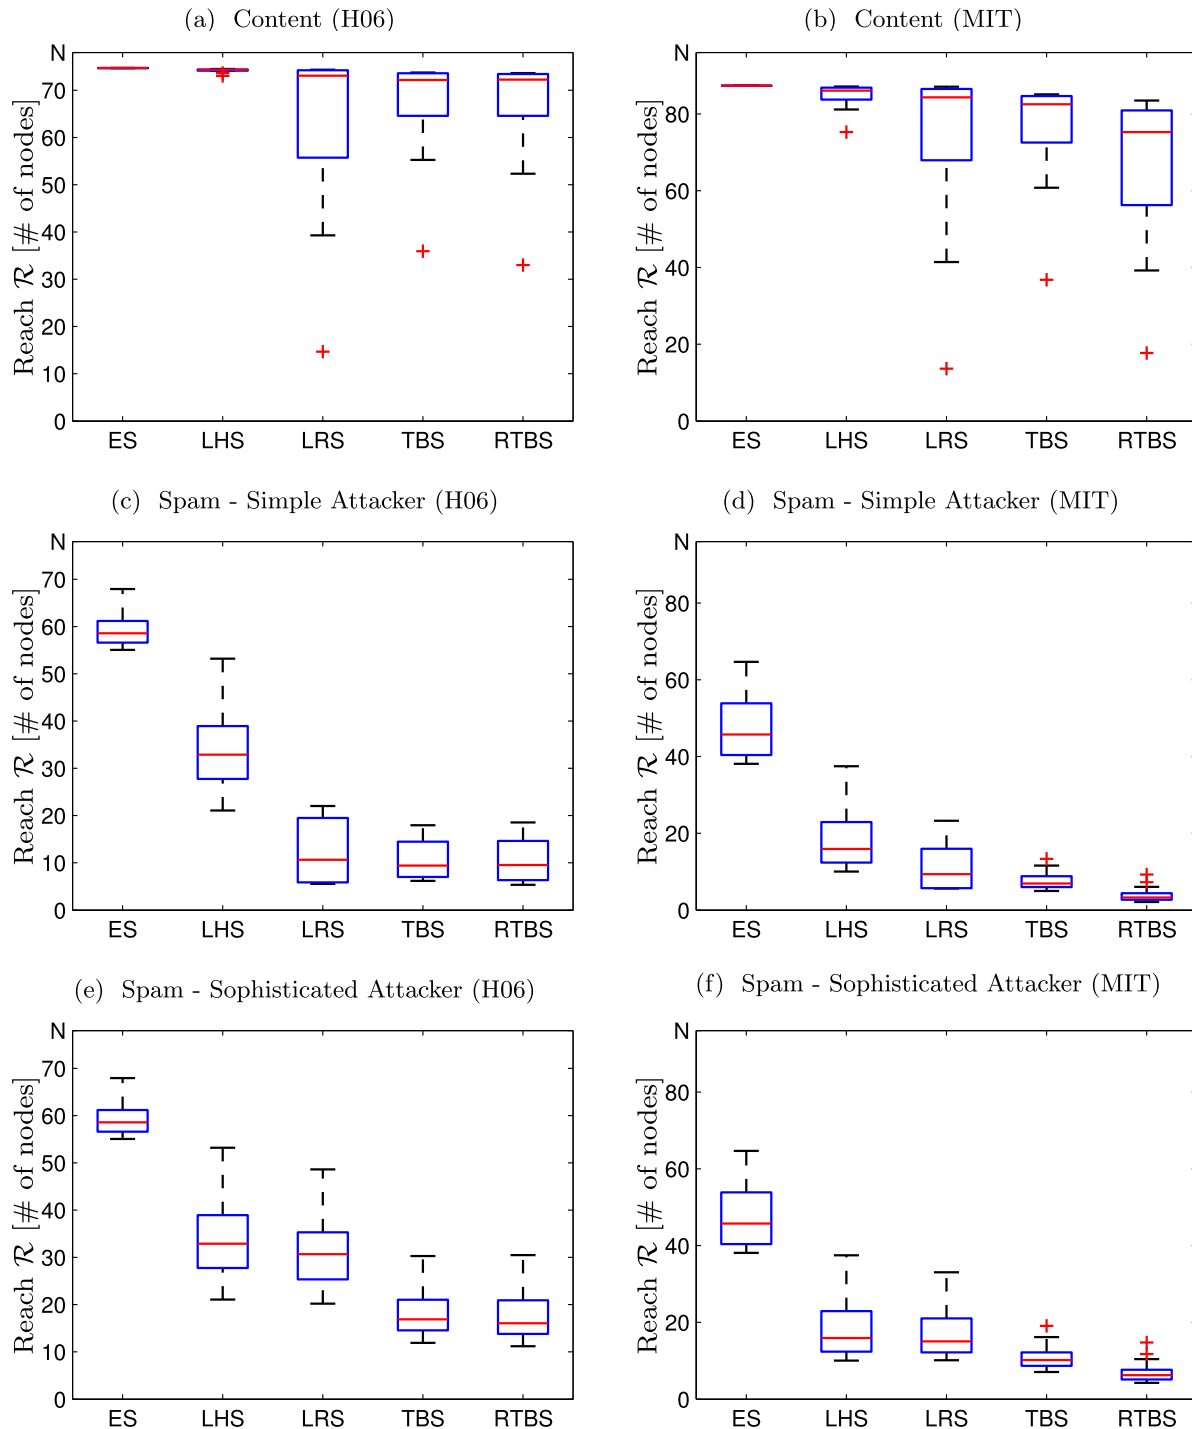 (a) Content (H06)
N
70
60
50
40
30
20
10
0
Reach R [# of nodes]
ES LHS LRS TBS RTBS
(b) Content (MIT)
N
80
60
40
20
0
Reach R [# of nodes]
ES LHS LRS TBS RTBS
(c) Spam - Simple Attacker (H06)
N
70
60
50
40
30
20
10
0
Reach R [# of nodes]
ES LHS LRS TBS RTBS
(d) Spam - Simple Attacker (MIT)
N
80
60
40
20
0
Reach R [# of nodes]
ES LHS LRS TBS RTBS
(e) Spam - Sophisticated Attacker (H06)
N
70
60
50
40
30
20
10
0
Reach R [# of nodes]
ES LHS LRS TBS RTBS
(f) Spam - Sophisticated Attacker (MIT)
N
80
60
40
20
0
Reach R [# of nodes]
ES LHS LRS TBS RTBS